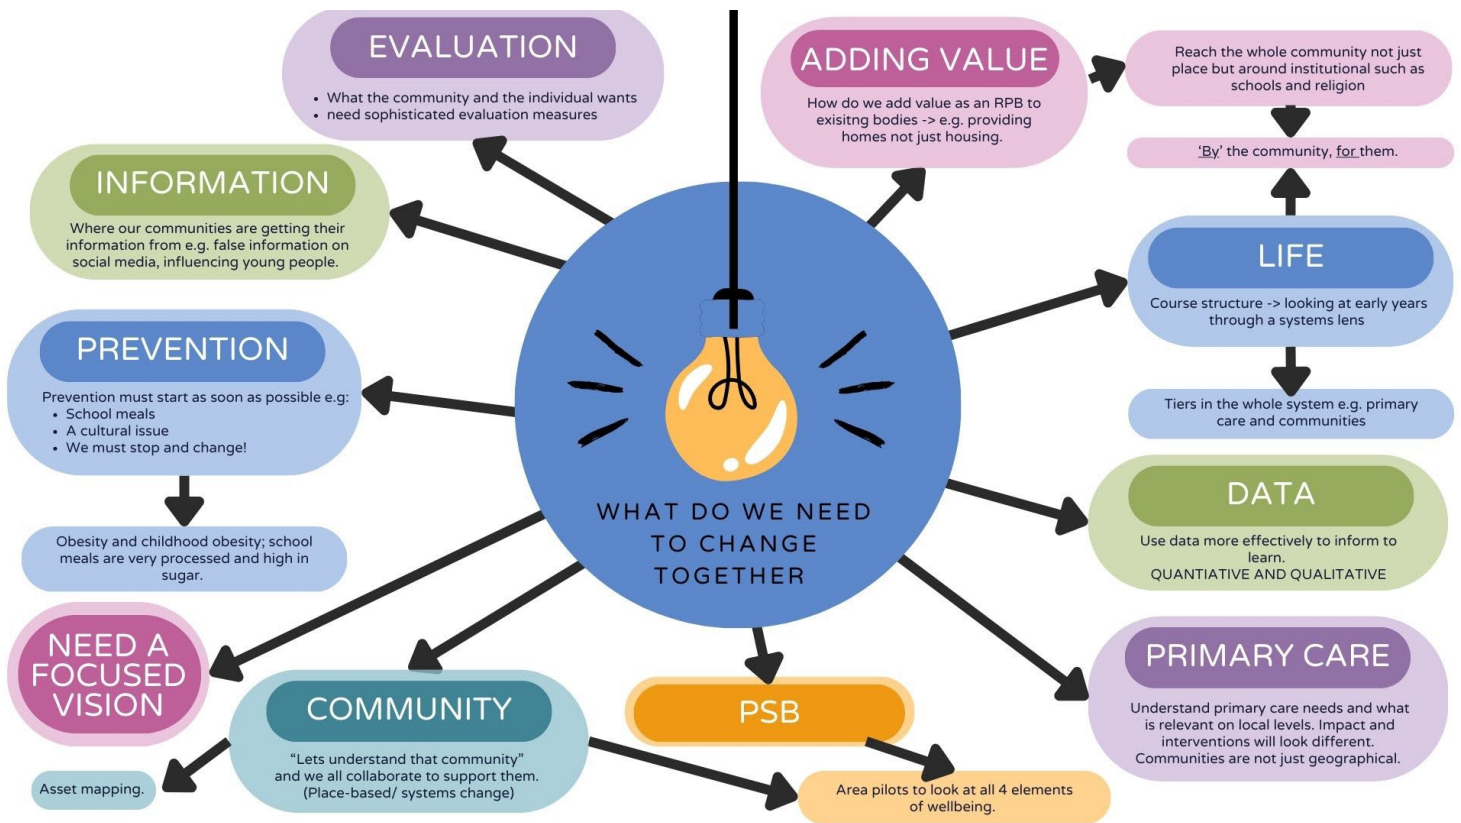 EVALUATION
• What the community and the individual wants
• need sophisticated evaluation measures
INFORMATION
Where our communities are getting their
information from e.g. false information on
social media, influencing young people.
PREVENTION
Prevention must start as soon as possible e.g:
• School meals
• A cultural issue
• We must stop and change!
Obesity and childhood obesity; school
meals are very processed and high in
sugar.
NEED A
FOCUSED
VISION
COMMUNITY
“Lets understand that community”
and we all collaborate to support them.
(Place-based/ systems change)
Asset mapping.
WHAT DO WE NEED
TO CHANGE
TOGETHER
PSB
Area pilots to look at all 4 elements
of wellbeing.
ADDING VALUE
How do we add value as an RPB to
exisitng bodies -> e.g. providing
homes not just housing.
Reach the whole community not just
place but around institutional such as
schools and religion
‘By’ the community, for them.
LIFE
Course structure -> looking at early years
through a systems lens
Tiers in the whole system e.g. primary
care and communities
DATA
Use data more effectively to inform to
learn.
QUANTIATIVE AND QUALITATIVE
PRIMARY CARE
Understand primary care needs and what
is relevant on local levels. Impact and
interventions will look different.
Communities are not just geographical.